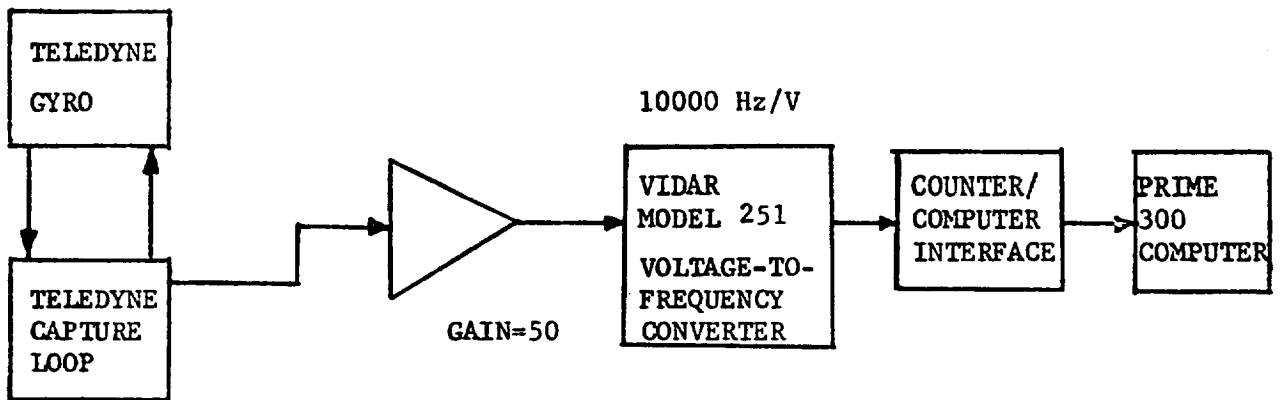 TELEDYNE
GYRO
TELEDYNE
CAPTURE
LOOP
GAIN=50
10000 Hz/V
VIDAR
MODEL 251
VOLTAGE-TO-
FREQUENCY
CONVERTER
COUNTER/
COMPUTER
INTERFACE
PRIME
300
COMPUTER